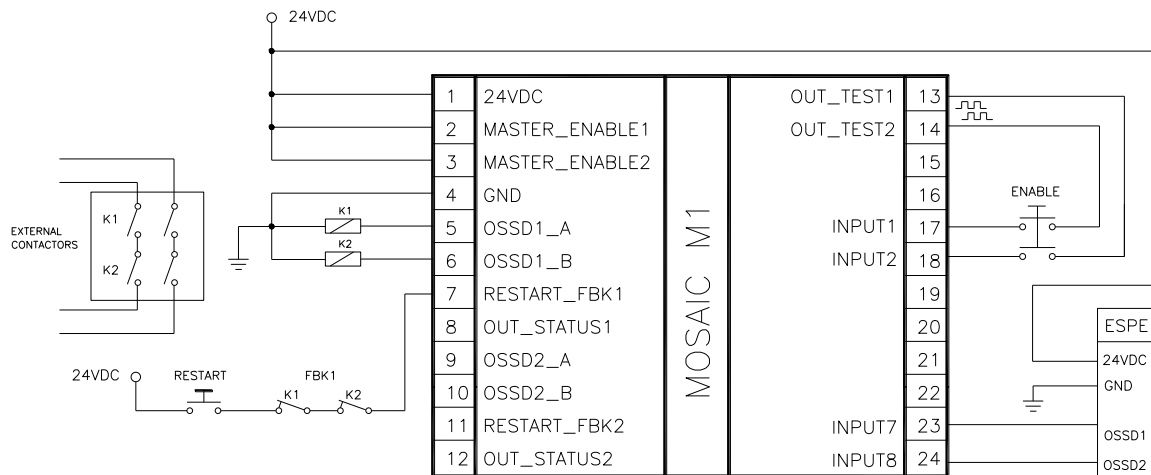 24VDC
1 24VDC
2 MASTER_ENABLE1
3 MASTER_ENABLE2
4 GND
5 OSSD1_A
6 OSSD1_B
7 RESTART_FBK1
8 OUT_STATUS1
9 OSSD2_A
10 OSSD2_B
11 RESTART_FBK2
12 OUT_STATUS2
MOSAIC M1
OUT_TEST1 13
OUT_TEST2 14
15
16
INPUT1 17
INPUT2 18
19
20
21
22
INPUT7 23
INPUT8 24
K1
K2
EXTERNAL
CONTACTORS
K1
K2
24VDC
RESTART
FBK1
K1 K2
ENABLE
ESPE
24VDC
GND
OSSD1
OSSD2